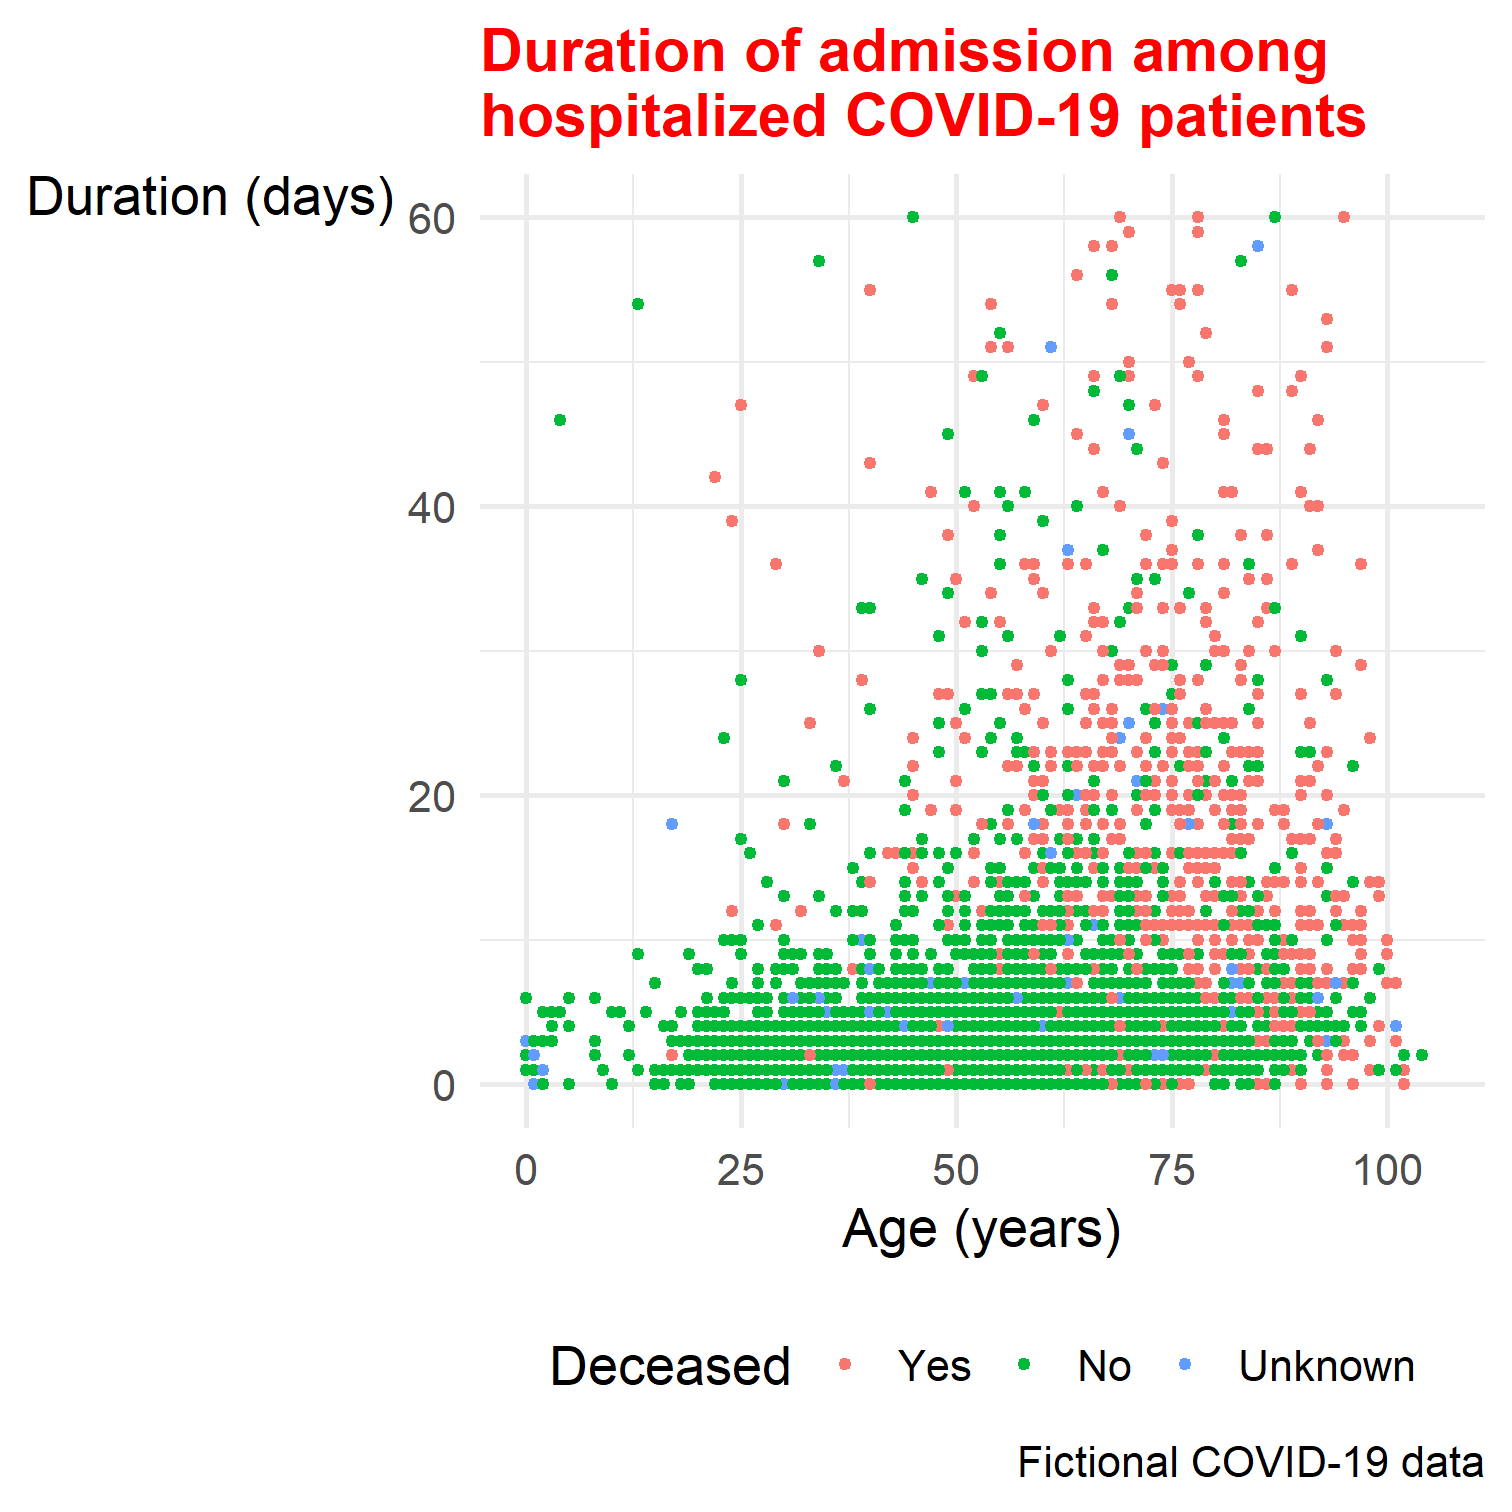 Duration of admission among
hospitalized COVID-19 patients
Duration (days)
60
40
20
0
0 25 50 75 100
Age (years)
Deceased Yes No Unknown
Fictional COVID-19 data